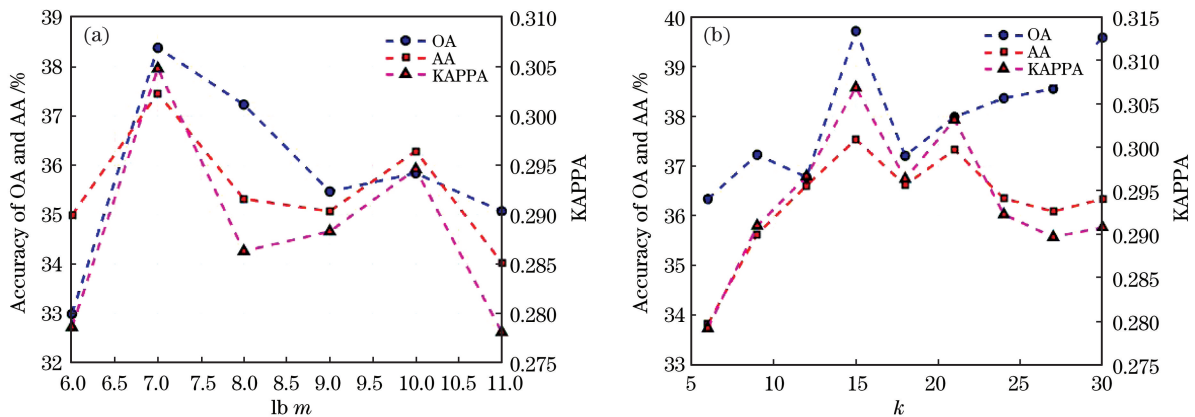 (a)
OA
AA
KAPPA
Accuracy of OA and AA /%
39
38
37
36
35
34
33
32
0.310
0.305
0.300
0.295
0.290
0.285
0.280
0.275
KAPPA
6.0 6.5 7.0 7.5 8.0 8.5 9.0 9.5 10.0 10.5 11.0
lb m
(b)
OA
AA
KAPPA
Accuracy of OA and AA /%
40
39
38
37
36
35
34
33
0.315
0.310
0.305
0.300
0.295
0.290
0.285
0.280
0.275
KAPPA
5 10 15 20 25 30
k